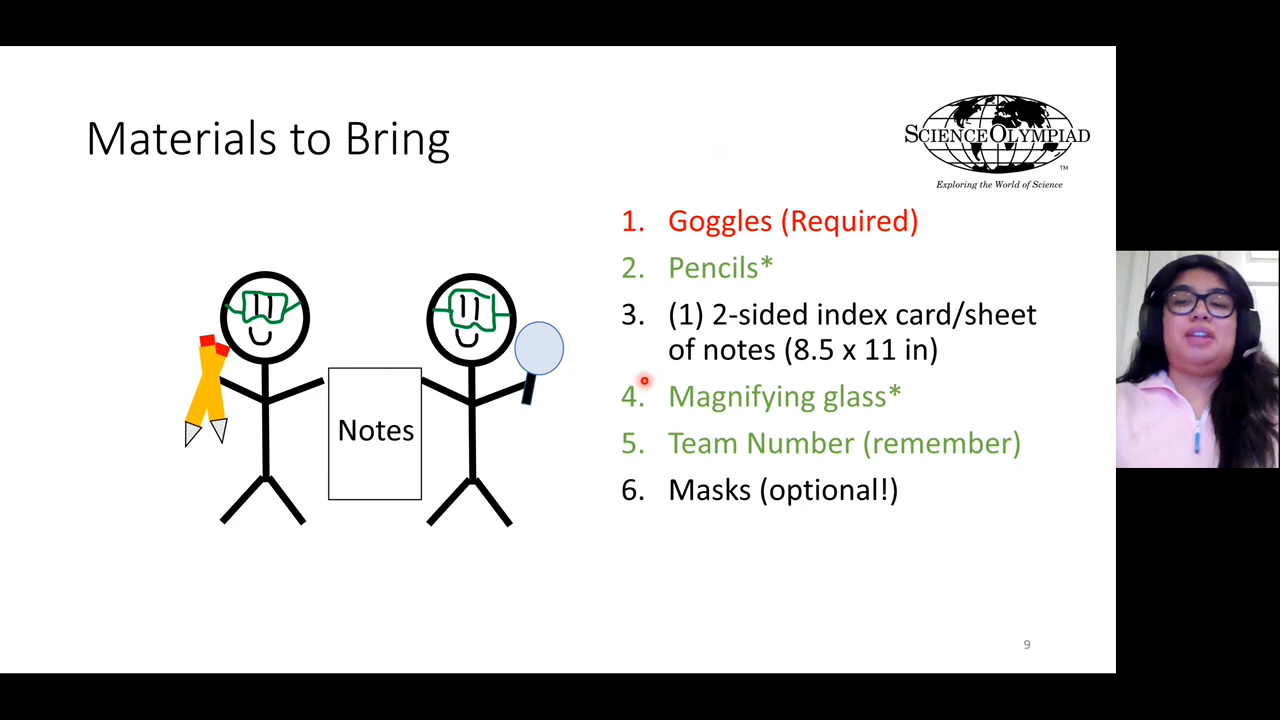 Materials to Bring
SCIENCE OLYMPIAD
TM
Exploring the World of Science
1. Goggles (Required)
2. Pencils*
3. (1) 2-sided index card/sheet
of notes (8.5 x 11 in)
4. Magnifying glass*
5. Team Number (remember)
6. Masks (optional!)
Notes
9